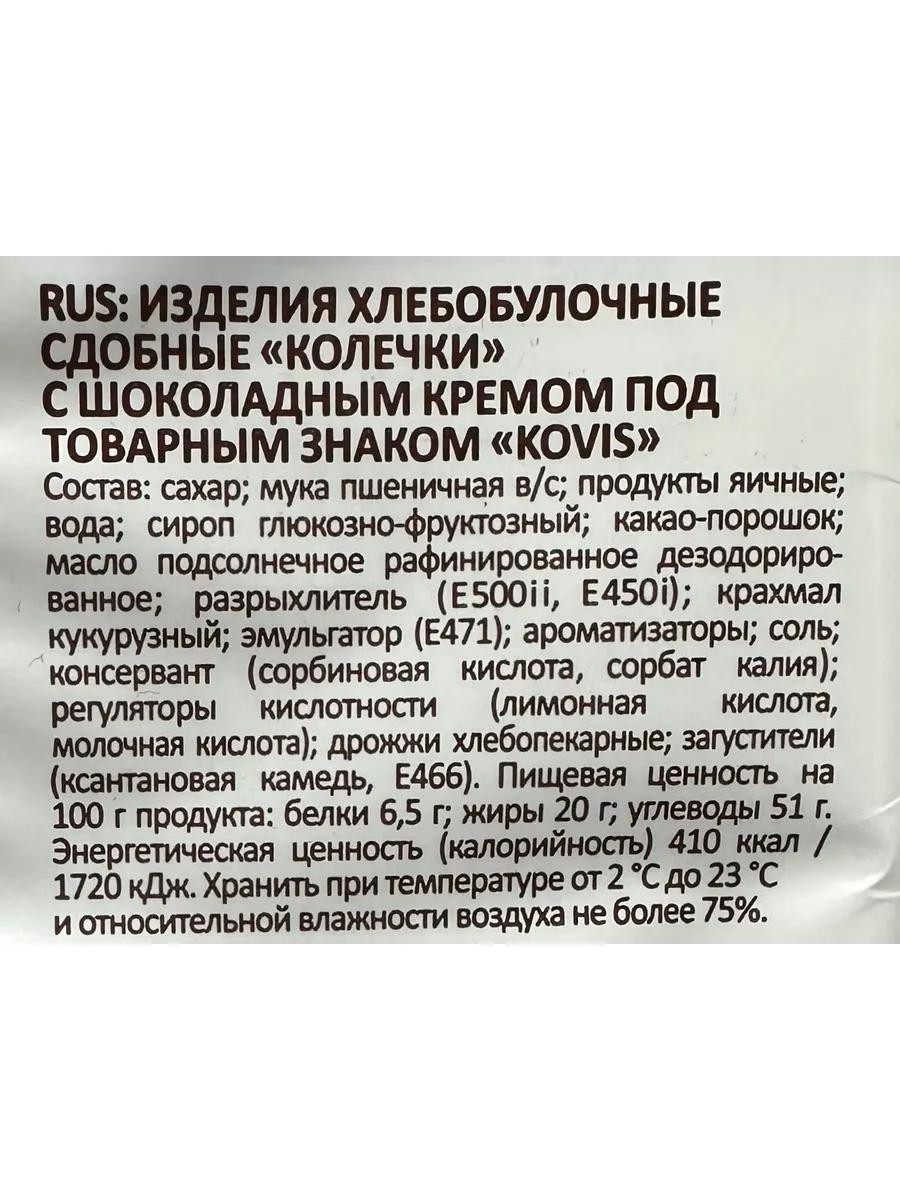 RUS: ИЗДЕЛИЯ ХЛЕБОБУЛОЧНЫЕ
СДОБНЫЕ «КОЛЕЧКИ»
С ШОКОЛАДНЫМ КРЕМОМ ПОД
ТОВАРНЫМ ЗНАКОМ «KOVIS»
Состав: сахар; мука пшеничная в/с; продукты яичные;
вода; сироп глюкозно-фруктозный; какао-порошок;
масло подсолнечное рафинированное дезодориро-
ванное; разрыхлитель (Е500ii, Е450i); крахмал
кукурузный; эмульгатор (Е471); ароматизаторы; соль;
консервант (сорбиновая кислота, сорбат калия);
регуляторы кислотности (лимонная кислота,
молочная кислота); дрожжи хлебопекарные; загустители
(ксантановая камедь, Е466). Пищевая ценность на
100 г продукта: белки 6,5 г; жиры 20 г; углеводы 51 г.
Энергетическая ценность (калорийность) 410 ккал /
1720 кДж. Хранить при температуре от 2 °С до 23 °С
и относительной влажности воздуха не более 75%.